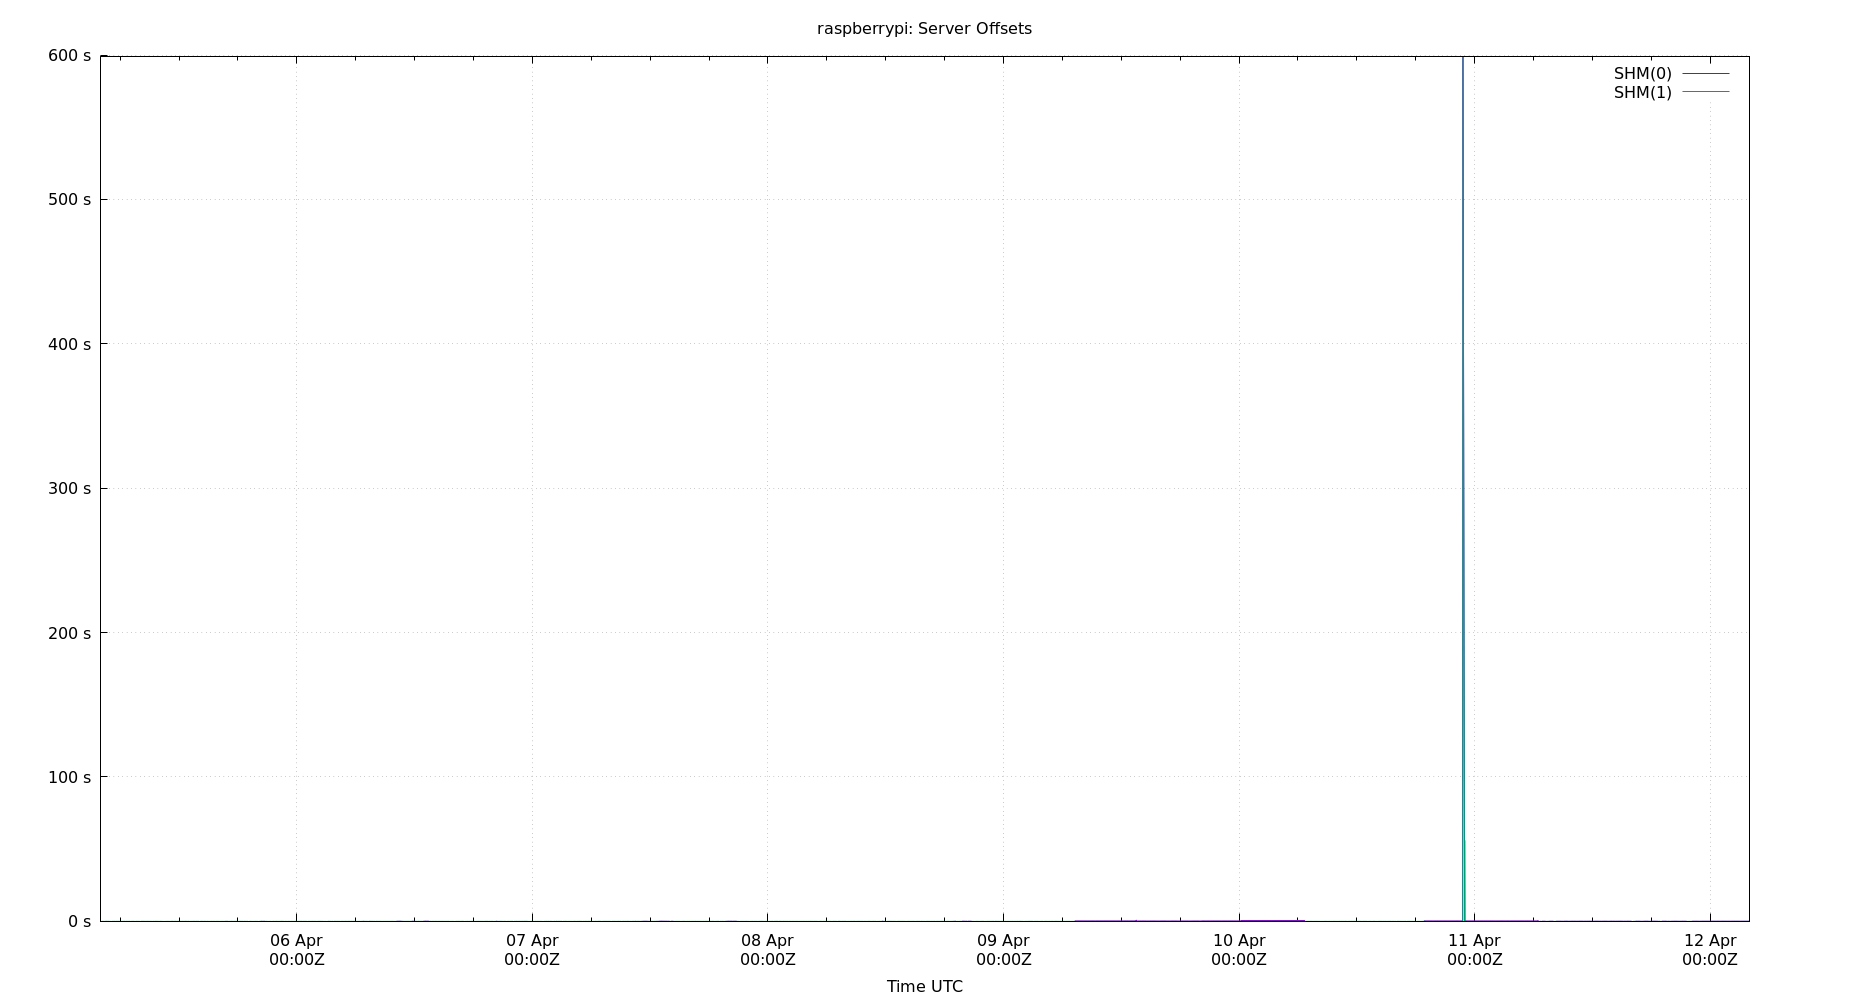 raspberrypi: Server Offsets
600 s
SHM(0)
SHM(1)
500 s
400 s
300 s
200 s
100 s
0 s
06 Apr 07 Apr 08 Apr 09 Apr 10 Apr 11 Apr 12 Apr
00:00Z 00:00Z 00:00Z 00:00Z 00:00Z 00:00Z 00:00Z
Time UTC